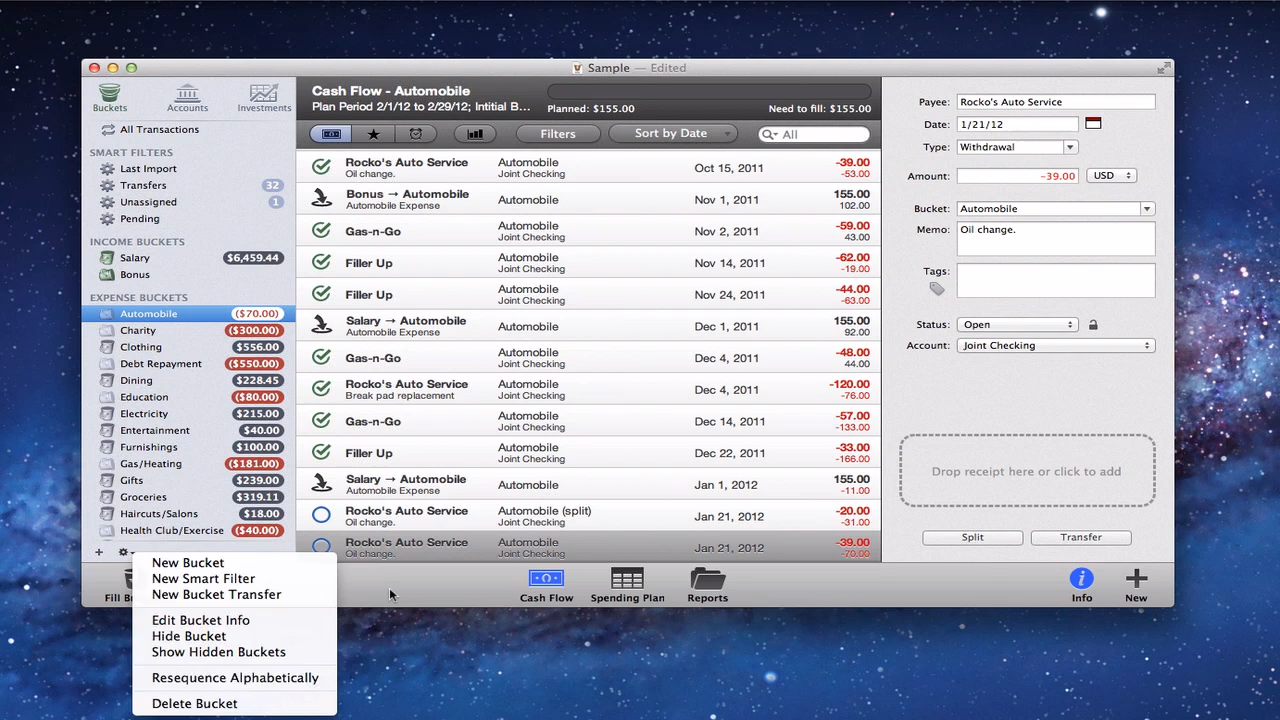 Sample — Edited
Buckets
Accounts
Investments
All Transactions
SMART FILTERS
Last Import
Transfers 32
Unassigned 1
Pending
INCOME BUCKETS
Salary $6,459.44
Bonus
EXPENSE BUCKETS
Automobile ($70.00)
Charity ($300.00)
Clothing $556.00
Debt Repayment ($550.00)
Dining $228.45
Education ($80.00)
Electricity $215.00
Entertainment $40.00
Furnishings $100.00
Gas/Heating ($181.00)
Gifts $239.00
Groceries $319.11
Haircuts/Salons $18.00
Health Club/Exercise ($40.00)
Cash Flow - Automobile
Plan Period 2/1/12 to 2/29/12; Intitial B...
Planned: $155.00 Need to fill: $155.00
Filters
Sort by Date
All
Rocko's Auto Service Automobile Oct 15, 2011 -39.00
Oil change. Joint Checking -53.00
Bonus → Automobile Automobile Nov 1, 2011 155.00
Automobile Expense 102.00
Gas-n-Go Automobile Nov 2, 2011 -59.00
Joint Checking 43.00
Filler Up Automobile Nov 14, 2011 -62.00
Joint Checking -19.00
Filler Up Automobile Nov 24, 2011 -44.00
Joint Checking -63.00
Salary → Automobile Automobile Dec 1, 2011 155.00
Automobile Expense 92.00
Gas-n-Go Automobile Dec 4, 2011 -48.00
Joint Checking 44.00
Rocko's Auto Service Automobile Dec 4, 2011 -120.00
Break pad replacement Joint Checking -76.00
Gas-n-Go Automobile Dec 14, 2011 -57.00
Joint Checking -133.00
Filler Up Automobile Dec 22, 2011 -33.00
Joint Checking -166.00
Salary → Automobile Automobile Jan 1, 2012 155.00
Automobile Expense -11.00
Rocko's Auto Service Automobile (split) Jan 21, 2012 -20.00
Oil change. Joint Checking -31.00
Rocko's Auto Service Automobile Jan 21, 2012 -39.00
Oil change. Joint Checking -70.00
Payee: Rocko's Auto Service
Date: 1/21/12
Type: Withdrawal
Amount: -39.00 USD
Bucket: Automobile
Memo: Oil change.
Tags:
Status: Open
Account: Joint Checking
Drop receipt here or click to add
Split
Transfer
Fill
Cash Flow
Spending Plan
Reports
Info
New
New Bucket
New Smart Filter
New Bucket Transfer
Edit Bucket Info
Hide Bucket
Show Hidden Buckets
Resequence Alphabetically
Delete Bucket